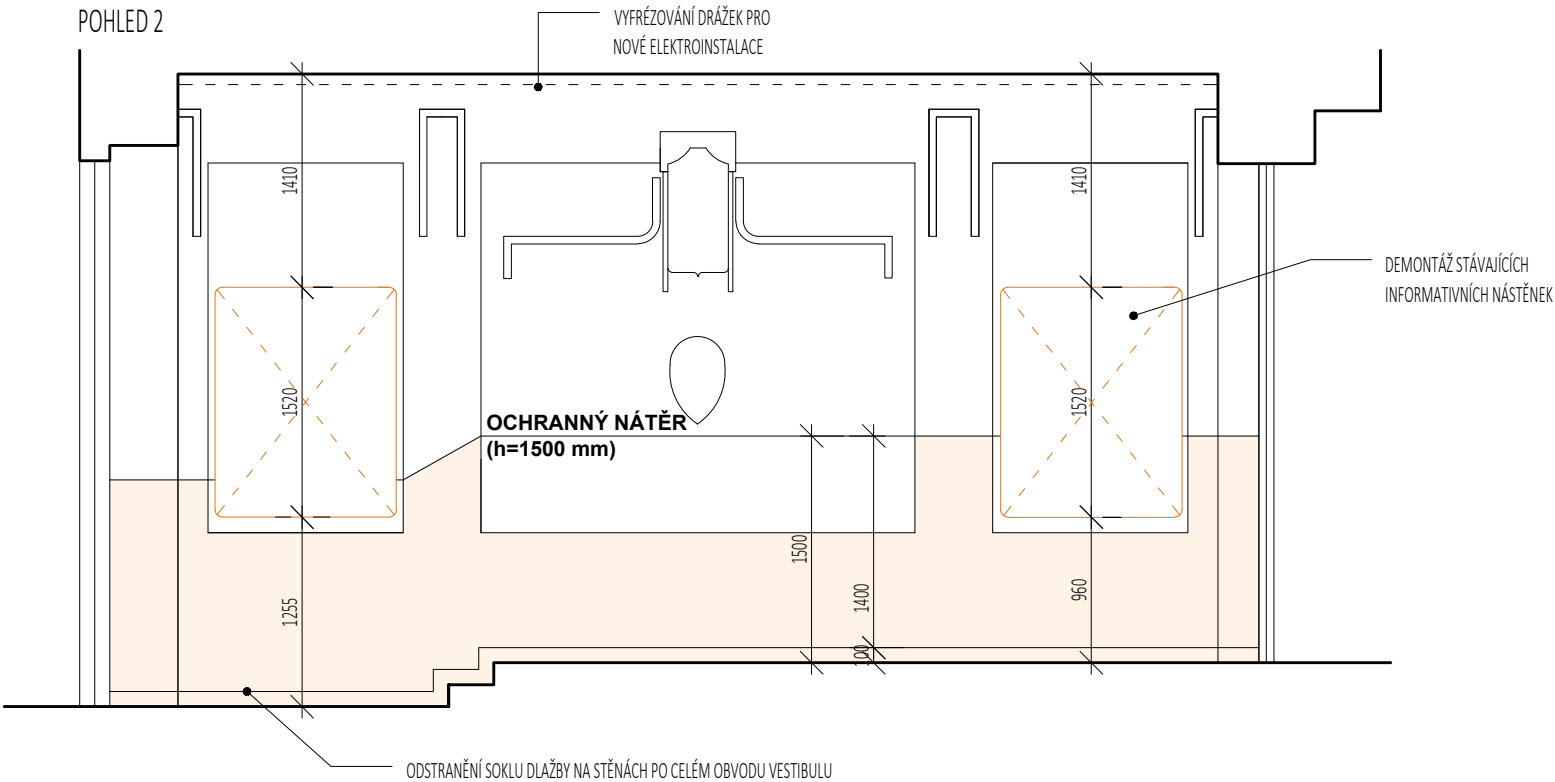 POHLED 2
VYFRÉZOVÁNÍ DRÁŽEK PRO
NOVÉ ELEKTROINSTALACE
1410
1410
DEMONTÁŽ STÁVAJÍCÍCH
INFORMATIVNÍCH NÁSTĚNEK
1520
1520
OCHRANNÝ NÁTĚR
(h=1500 mm)
1500
1400
960
1255
100
ODSTRANĚNÍ SOKLU DLAŽBY NA STĚNÁCH PO CELÉM OBVODU VESTIBULU